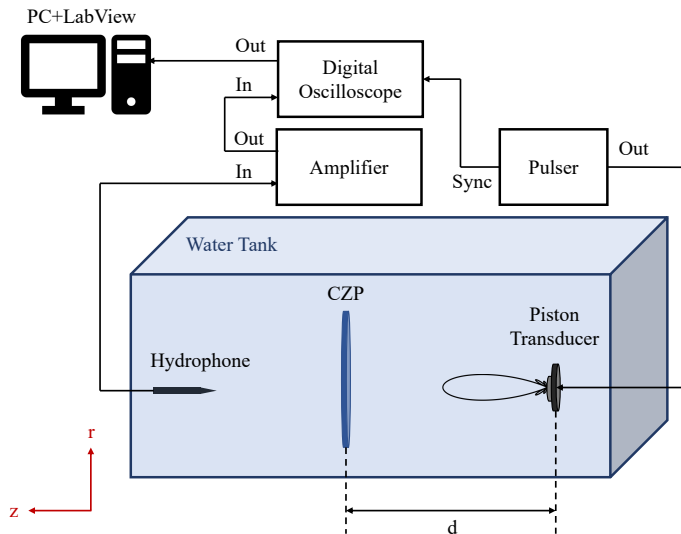 PC+LabView
Out
Digital
Oscilloscope
In
Out
In
Amplifier
Sync
Pulser
Out
Water Tank
CZP
Piston
Transducer
Hydrophone
r
z
d